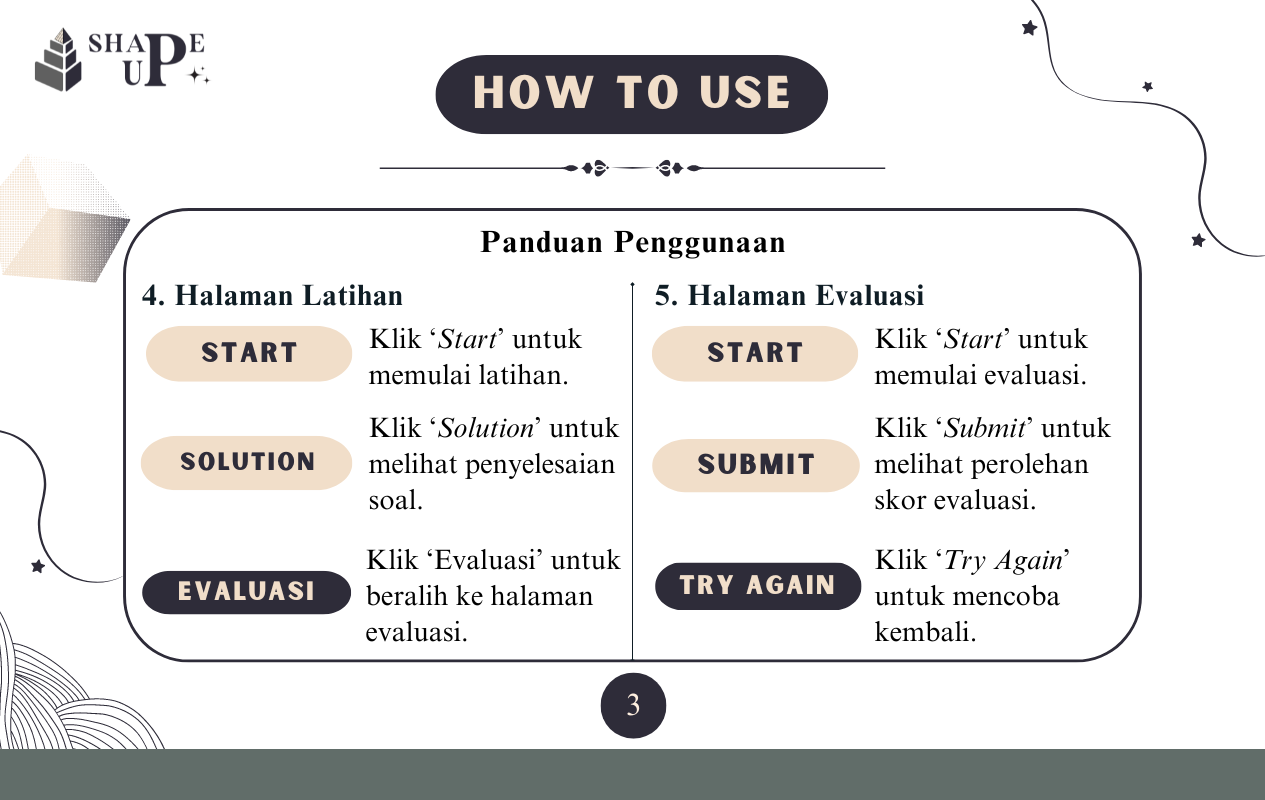 SHAPE
UP
HOW TO USE
Panduan Penggunaan
4. Halaman Latihan
START
Klik ‘Start’ untuk
memulai latihan.
SOLUTION
Klik ‘Solution’ untuk
melihat penyelesaian
soal.
EVALUASI
Klik ‘Evaluasi’ untuk
beralih ke halaman
evaluasi.
5. Halaman Evaluasi
START
Klik ‘Start’ untuk
memulai evaluasi.
SUBMIT
Klik ‘Submit’ untuk
melihat perolehan
skor evaluasi.
TRY AGAIN
Klik ‘Try Again’
untuk mencoba
kembali.
3